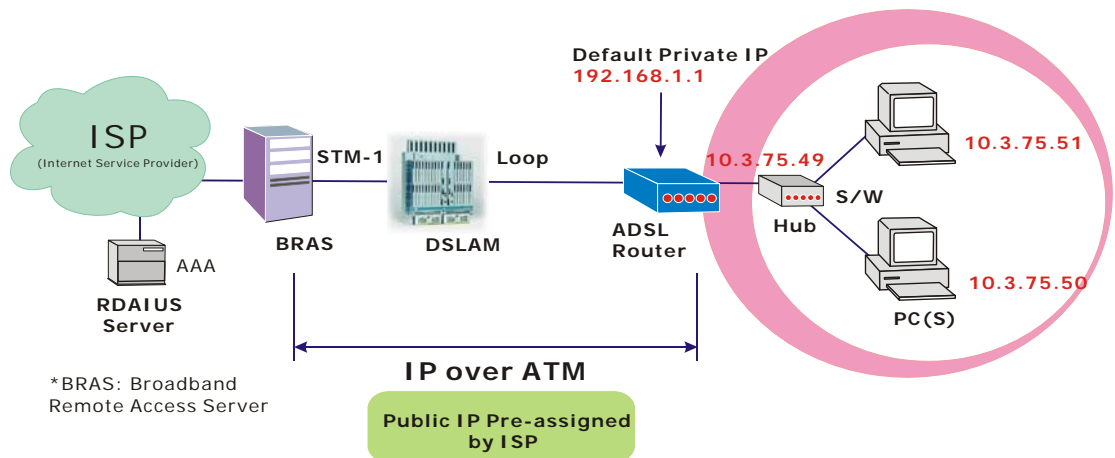 Default Private IP
192.168.1.1
ISP
(Internet Service Provider)
STM-1
Loop
10.3.75.49
10.3.75.51
S/W
Hub
BRAS
DSLAM
ADSL
Router
AAA
RDAIUS
Server
10.3.75.50
PC(S)
IP over ATM
*BRAS: Broadband
Remote Access Server
Public IP Pre-assigned
by ISP